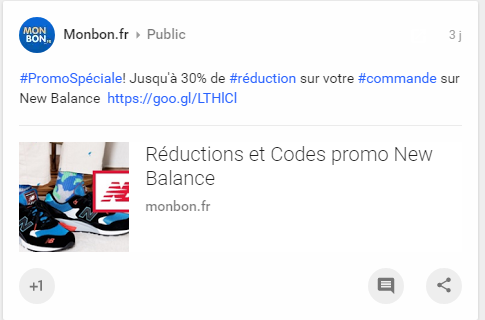 MON
BON.FR
Monbon.fr Public
3 j
#PromoSpéciale! Jusqu'à 30% de #réduction sur votre #commande sur
New Balance https://goo.gl/LTHlCl
Réductions et Codes promo New
Balance
monbon.fr
+1